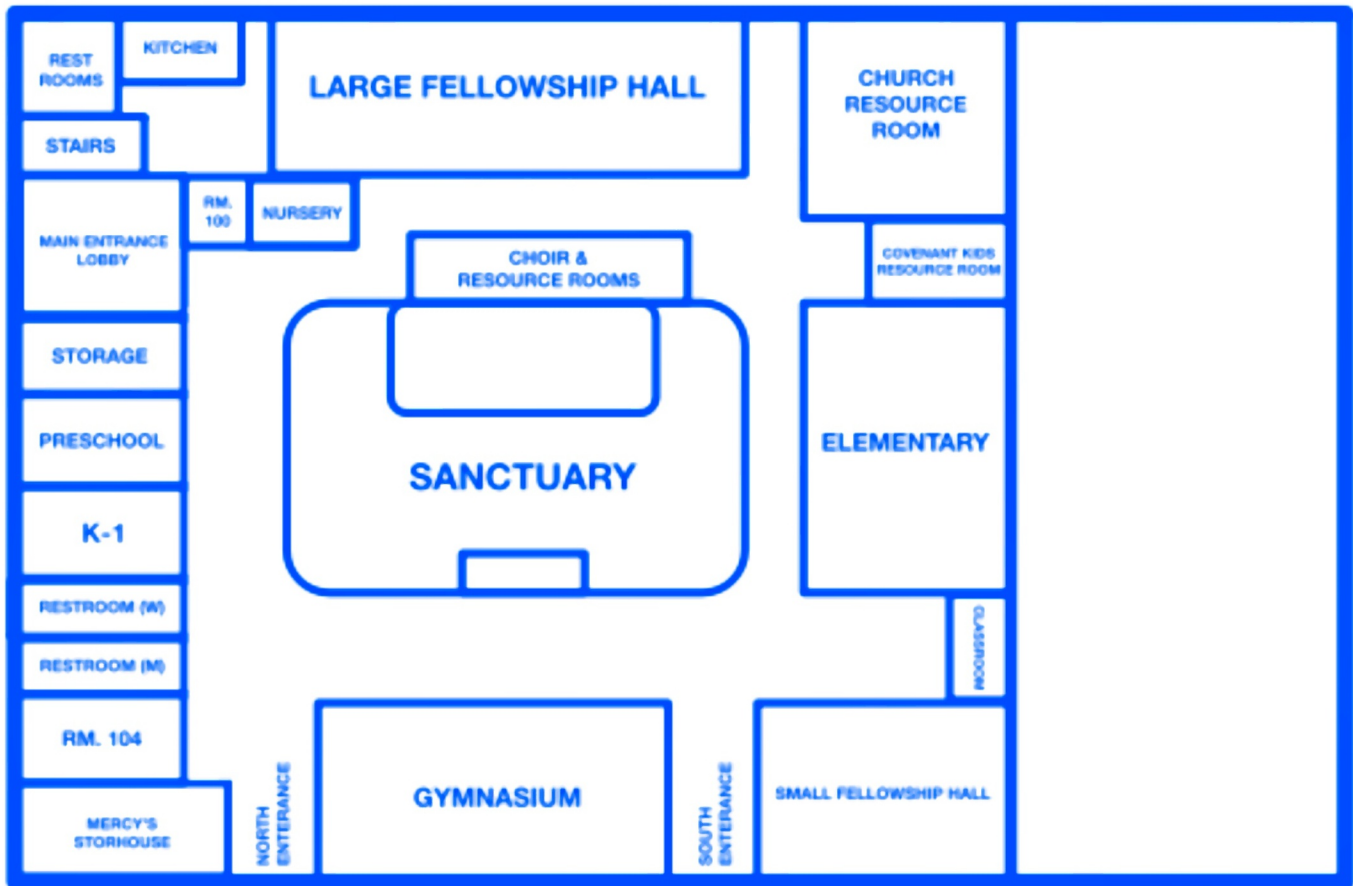 REST
ROOMS
KITCHEN
LARGE FELLOWSHIP HALL
CHURCH
RESOURCE
ROOM
STAIRS
MAIN ENTRANCE
LOBBY
RM.
100
NURSERY
CHOIR &
RESOURCE ROOMS
COVENANT KIDS
RESOURCE ROOM
STORAGE
PRESCHOOL
SANCTUARY
ELEMENTARY
K-1
RESTROOM (W)
RESTROOM (M)
CLASSROOM
RM. 104
MERCY'S
STORHOUSE
NORTH
ENTERANCE
GYMNASIUM
SOUTH
ENTERANCE
SMALL FELLOWSHIP HALL